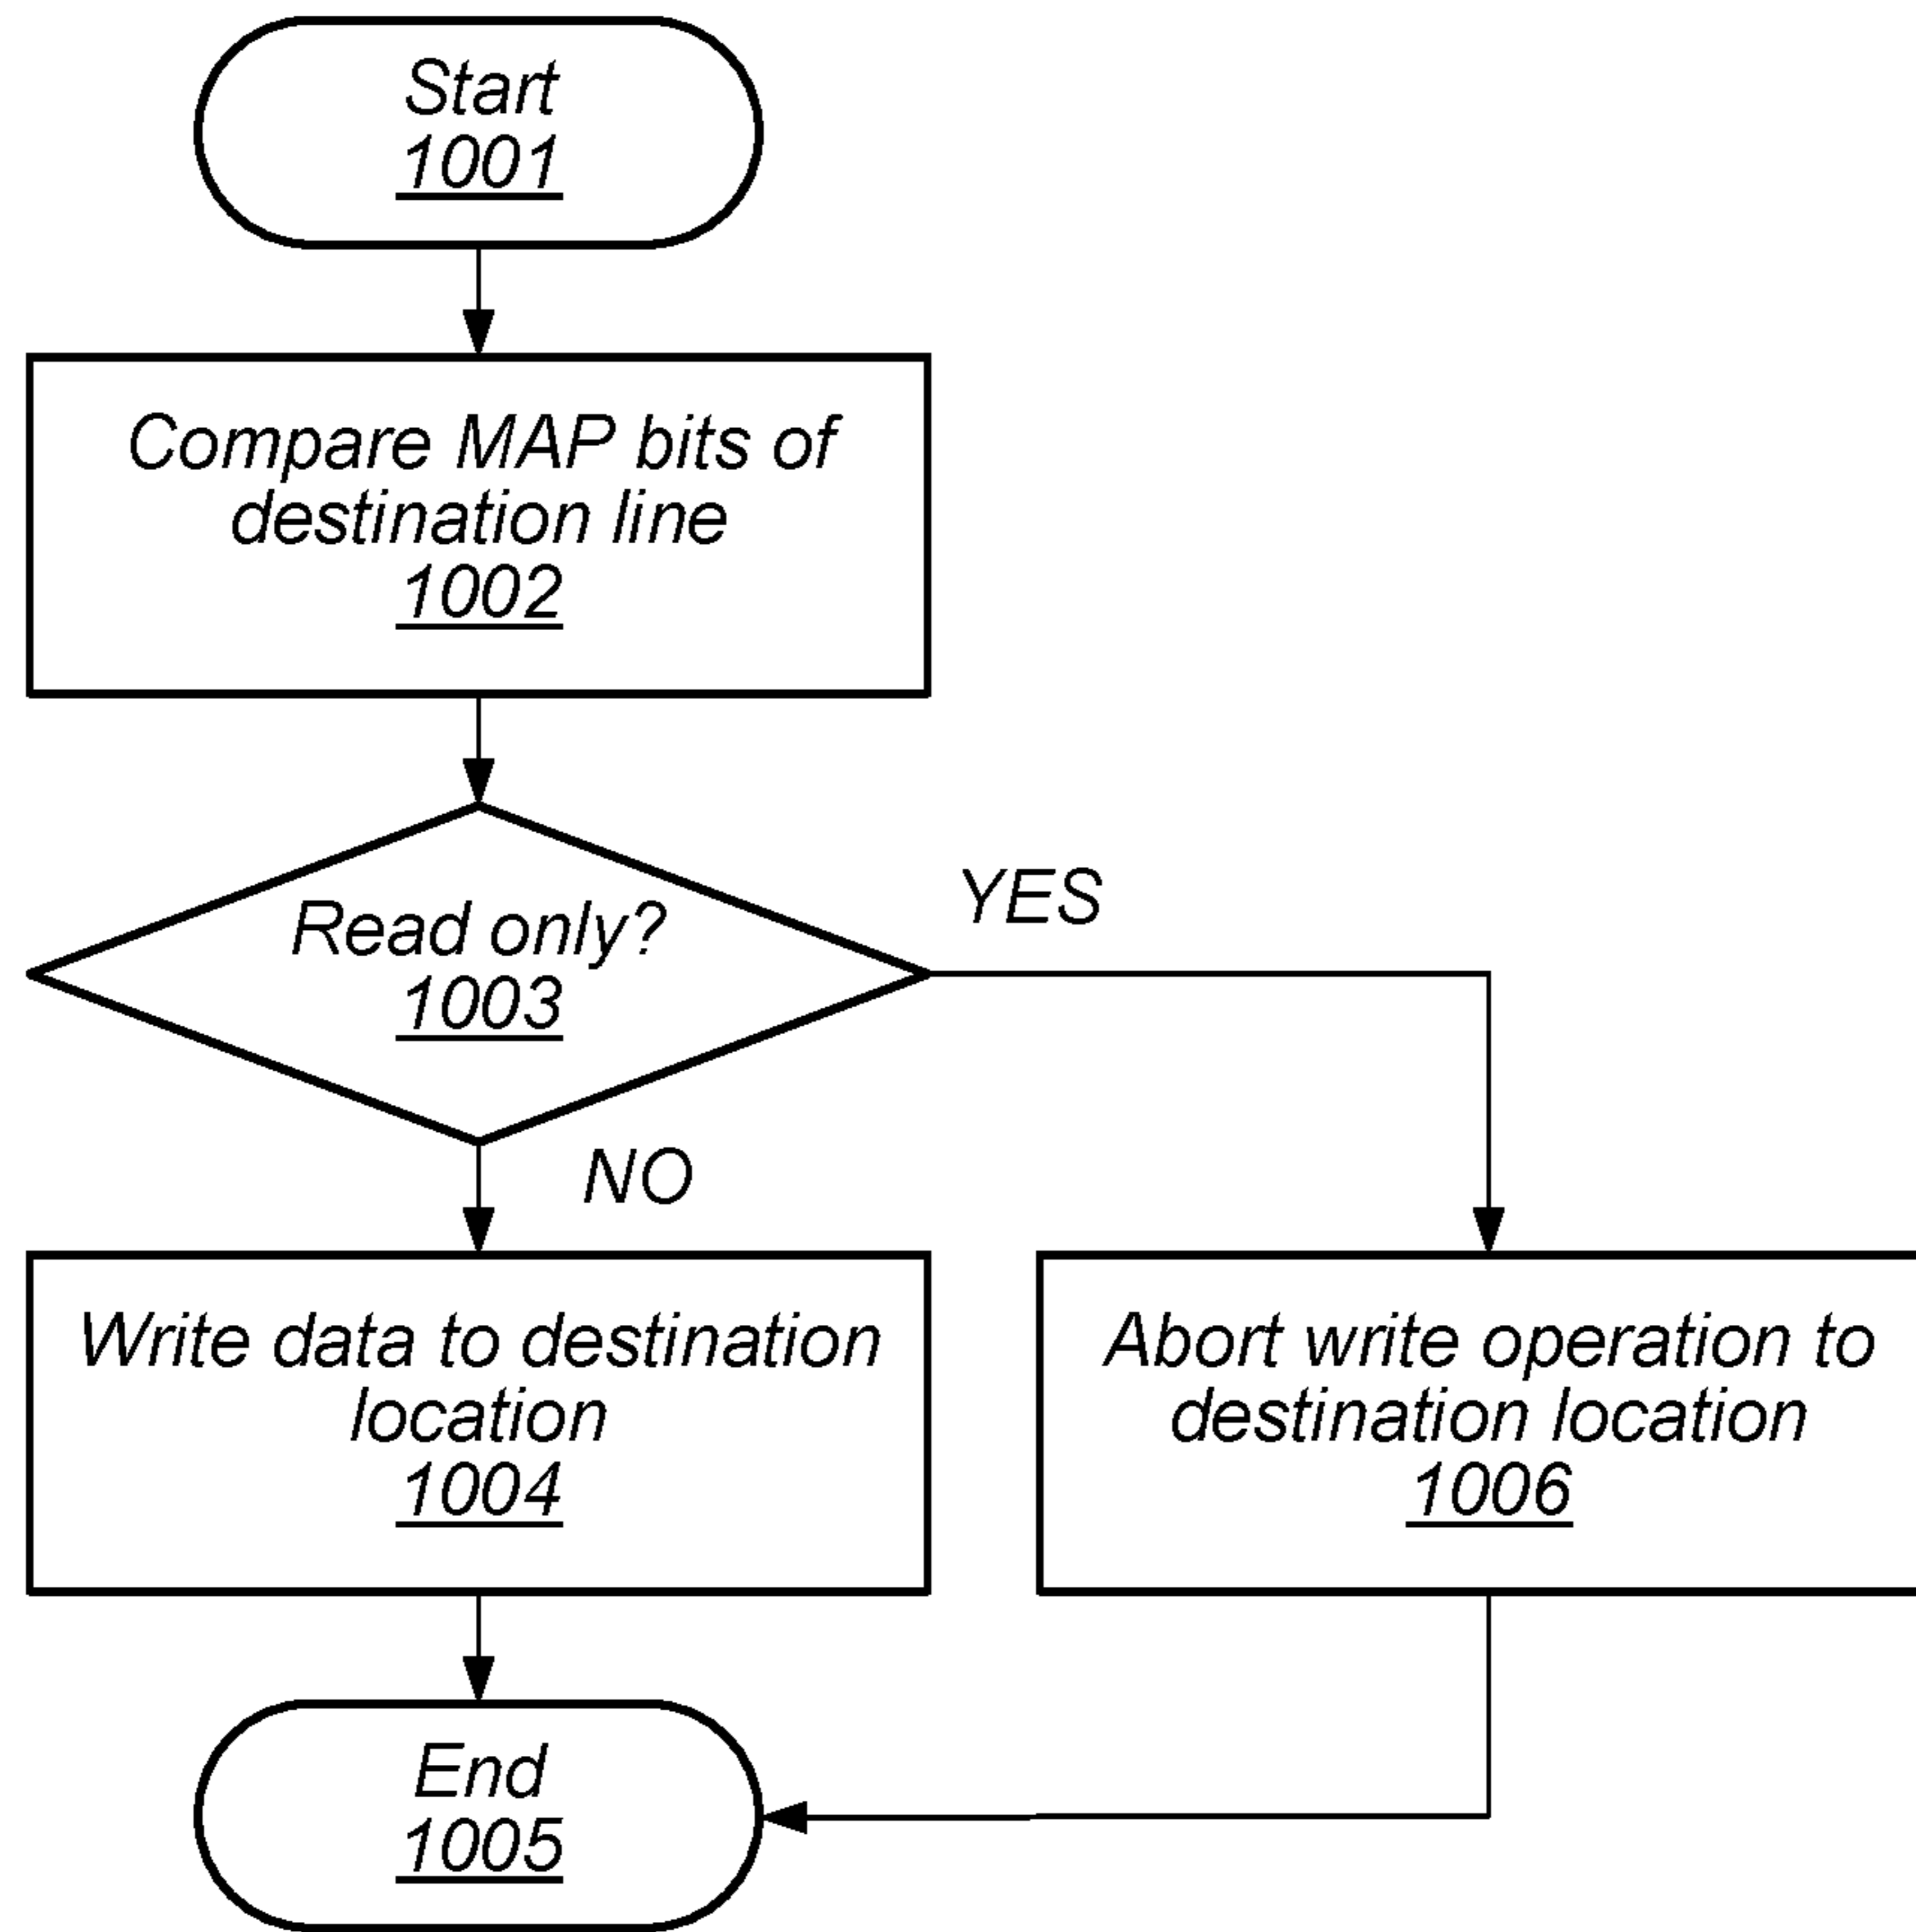 Start
1001
Compare MAP bits of
destination line
1002
Read only?
1003
YES
NO
Write data to destination
location
1004
Abort write operation to
destination location
1006
End
1005